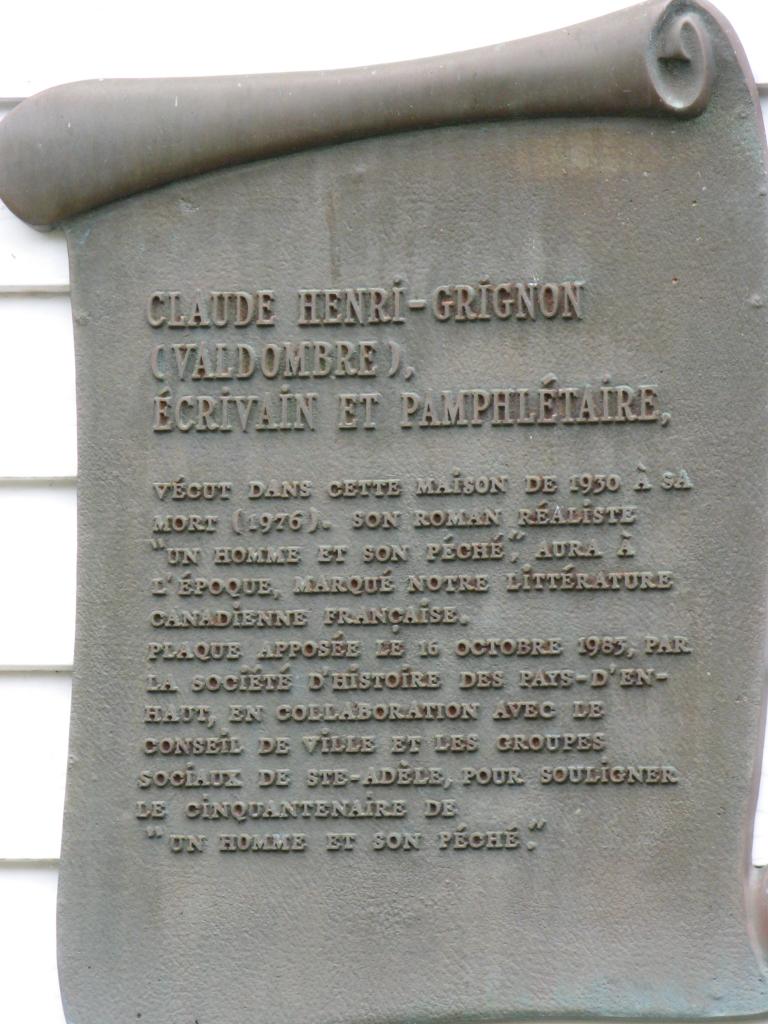 CLAUDE HENRI-GRIGNON
(VALDOMBRE),
ÉCRIVAIN ET PAMPHLÉTAIRE,
VÉCUT DANS CETTE MAISON DE 1930 À SA
MORT (1976). SON ROMAN RÉALISTE
"UN HOMME ET SON PÉCHÉ", AURA À
L'ÉPOQUE, MARQUÉ NOTRE LITTÉRATURE
CANADIENNE FRANÇAISE.
PLAQUE APPOSÉE LE 16 OCTOBRE 1983, PAR
LA SOCIÉTÉ D'HISTOIRE DES PAYS-D'EN-
HAUT, EN COLLABORATION AVEC LE
CONSEIL DE VILLE ET LES GROUPES
SOCIAUX DE STE-ADÈLE, POUR SOULIGNER
LE CINQUANTENAIRE DE
"UN HOMME ET SON PÉCHÉ."